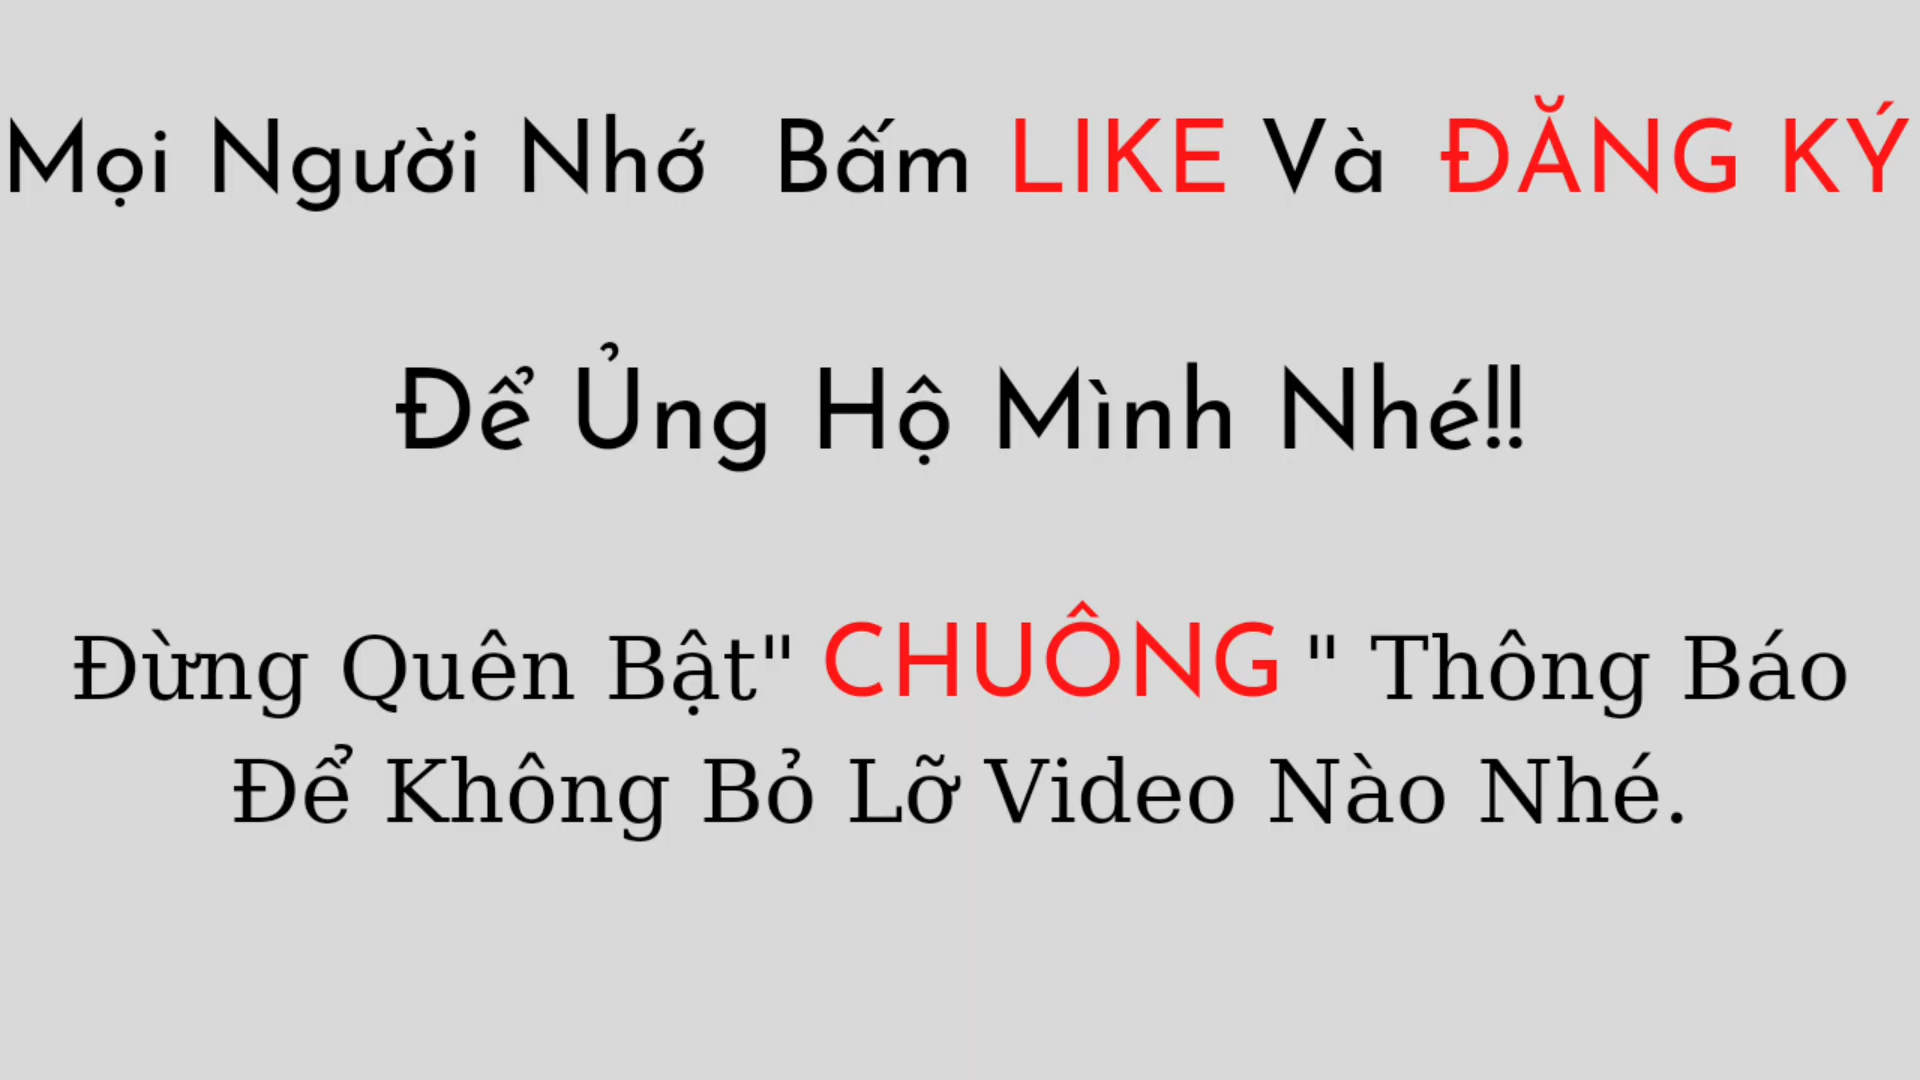 Mọi Người Nhớ Bấm LIKE Và ĐĂNG KÝ
Để Ủng Hộ Mình Nhé!!
Đừng Quên Bật" CHUÔNG " Thông Báo
Để Không Bỏ Lỡ Video Nào Nhé.